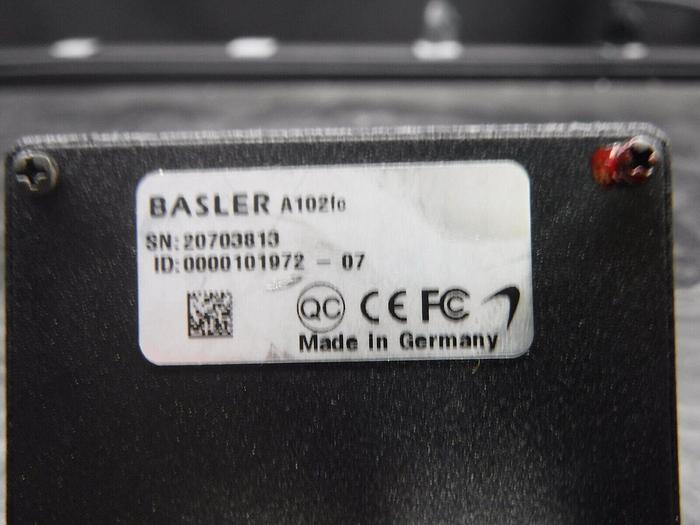 BASLER A102fc
SN:20703813
ID:0000101972 - 07
QC CE FC
Made in Germany